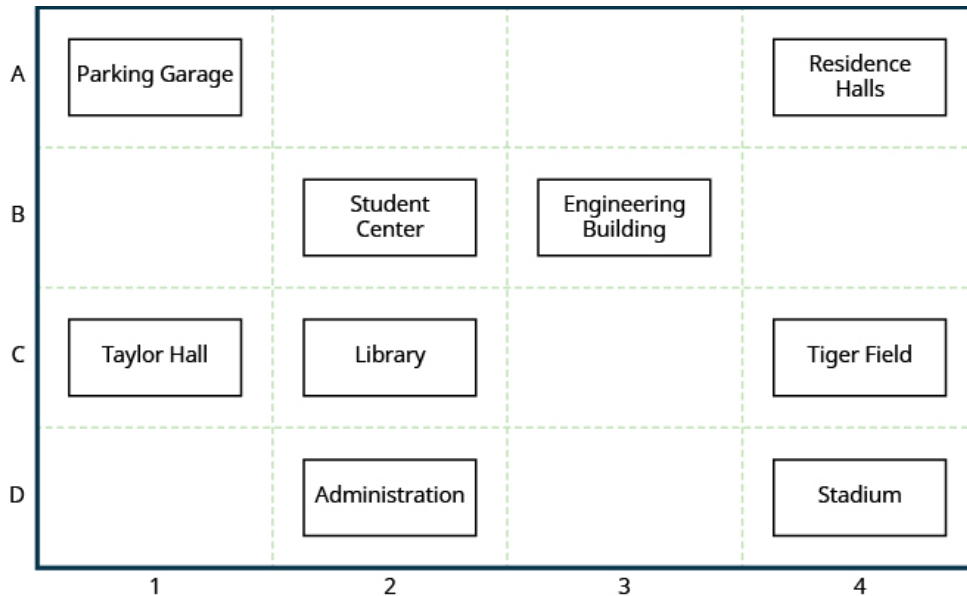 A
Parking Garage
Residence
Halls
B
Student
Center
Engineering
Building
C
Taylor Hall
Library
Tiger Field
D
Administration
Stadium
1
2
3
4